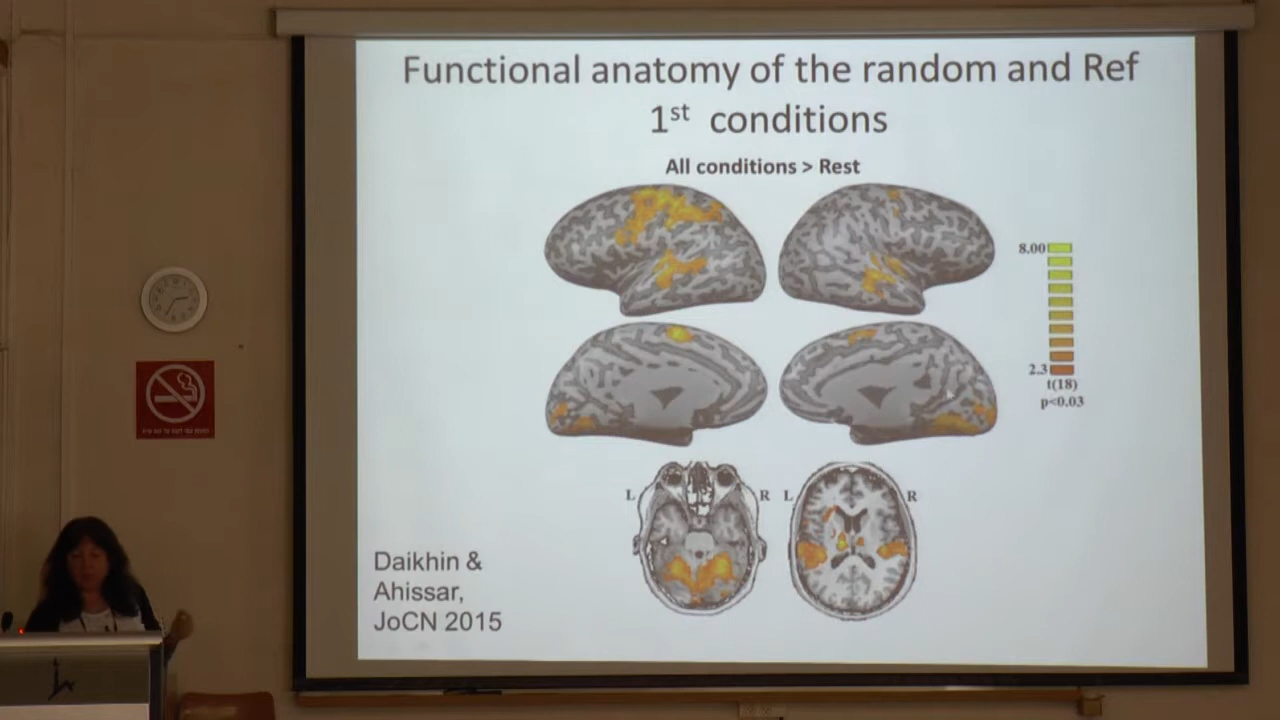 Functional anatomy of the random and Ref
1st conditions
All conditions > Rest
8.00
2.3
t(18)
p<0.03
L R L R
Daikhin &
Ahissar,
JoCN 2015